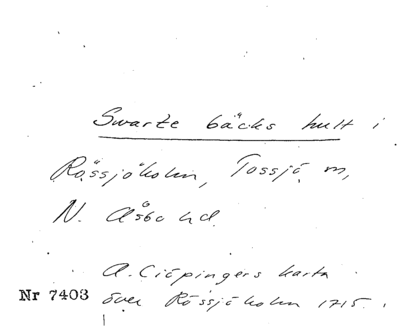 Swarte bäcks hult i
Rössjöholm, Tossjö m,
N. Åsbo hd.
A. Ciöpingers karta
Nr 7403 över Rössjöholm 1715.